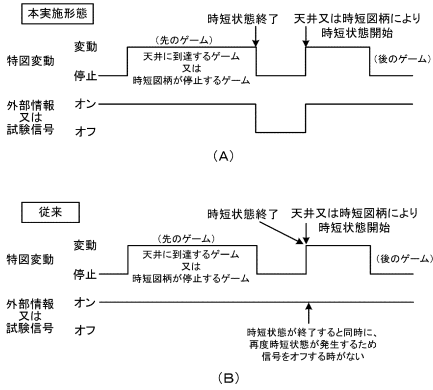 本実施形態
時短状態終了
天井又は時短図柄により
時短状態開始
特図変動
変動
停止
(先のゲーム)
天井に到達するゲーム
又は
時短図柄が停止するゲーム
(後のゲーム)
外部情報
又は
試験信号
オン
オフ
(A)
従来
時短状態終了
天井又は時短図柄により
時短状態開始
特図変動
変動
停止
(先のゲーム)
天井に到達するゲーム
又は
時短図柄が停止するゲーム
(後のゲーム)
外部情報
又は
試験信号
オン
オフ
時短状態が終了すると同時に、
再度時短状態が発生するため
信号をオフする時がない
(B)